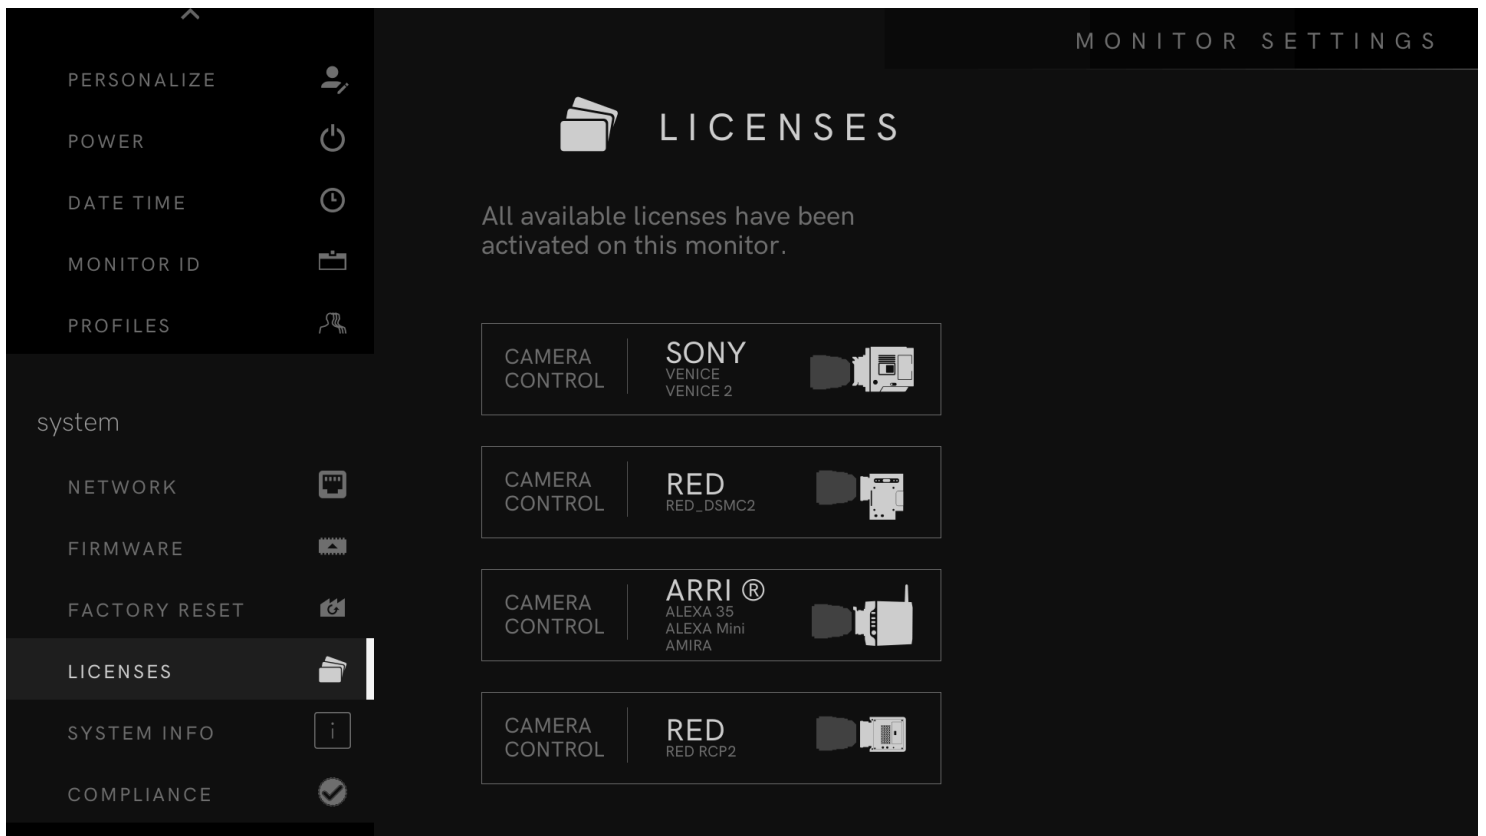 MONITOR SETTINGS
PERSONALIZE
POWER
DATE TIME
MONITOR ID
PROFILES
system
NETWORK
FIRMWARE
FACTORY RESET
LICENSES
SYSTEM INFO
i
COMPLIANCE
LICENSES
All available licenses have been
activated on this monitor.
CAMERA
CONTROL
SONY
VENICE
VENICE 2
CAMERA
CONTROL
RED
RED_DSMC2
CAMERA
CONTROL
ARRI ®
ALEXA 35
ALEXA Mini
AMIRA
CAMERA
CONTROL
RED
RED RCP2